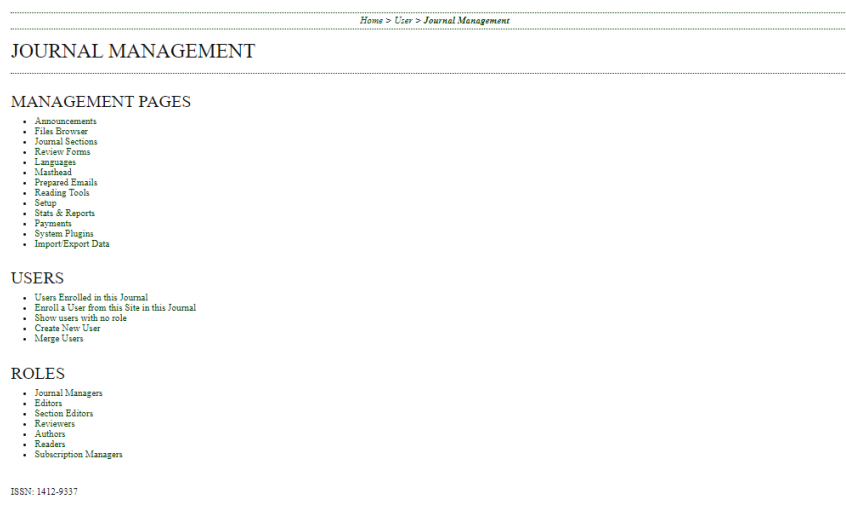 Home > User > Journal Management
JOURNAL MANAGEMENT
MANAGEMENT PAGES
Announcements
Files Browser
Journal Sections
Review Forms
Languages
Masthead
Prepared Emails
Reading Tools
Setup
Stats & Reports
Payments
System Plugins
Import/Export Data
USERS
Users Enrolled in this Journal
Enroll a User from this Site in this Journal
Show users with no role
Create New User
Merge Users
ROLES
Journal Managers
Editors
Section Editors
Reviewers
Authors
Readers
Subscription Managers
ISSN: 1412-9337